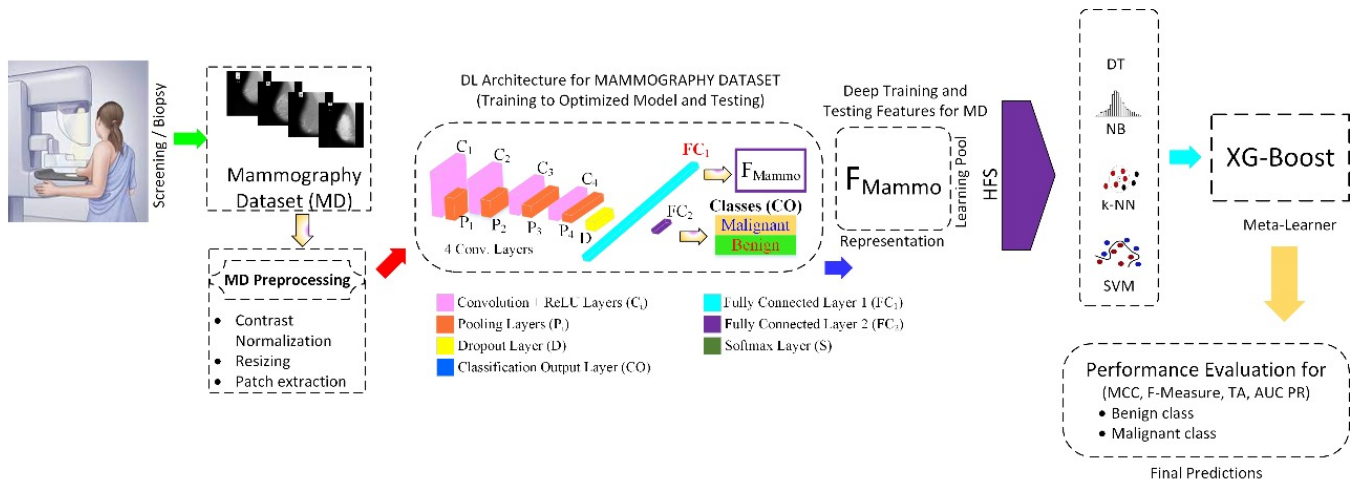 Screening / Biopsy
Mammography
Dataset (MD)
MD Preprocessing
• Contrast
Normalization
• Resizing
• Patch extraction
DL Architecture for MAMMOGRAPHY DATASET
(Training to Optimized Model and Testing)
C1
C2
C3
C4
P1
P2
P3
P4
D
4 Conv. Layers
FC1
FC2
FMammo
Classes (CO)
Malignant
Benign
Convolution + ReLU Layers (Ci)
Pooling Layers (Pi)
Dropout Layer (D)
Classification Output Layer (CO)
Fully Connected Layer 1 (FC1)
Fully Connected Layer 2 (FC2)
Softmax Layer (S)
Deep Training and
Testing Features for MD
FMammo
Learning Pool
Representation
HFS
DT
NB
k-NN
SVM
XG-Boost
Meta-Learner
Performance Evaluation for
(MCC, F-Measure, TA, AUC PR)
• Benign class
• Malignant class
Final Predictions